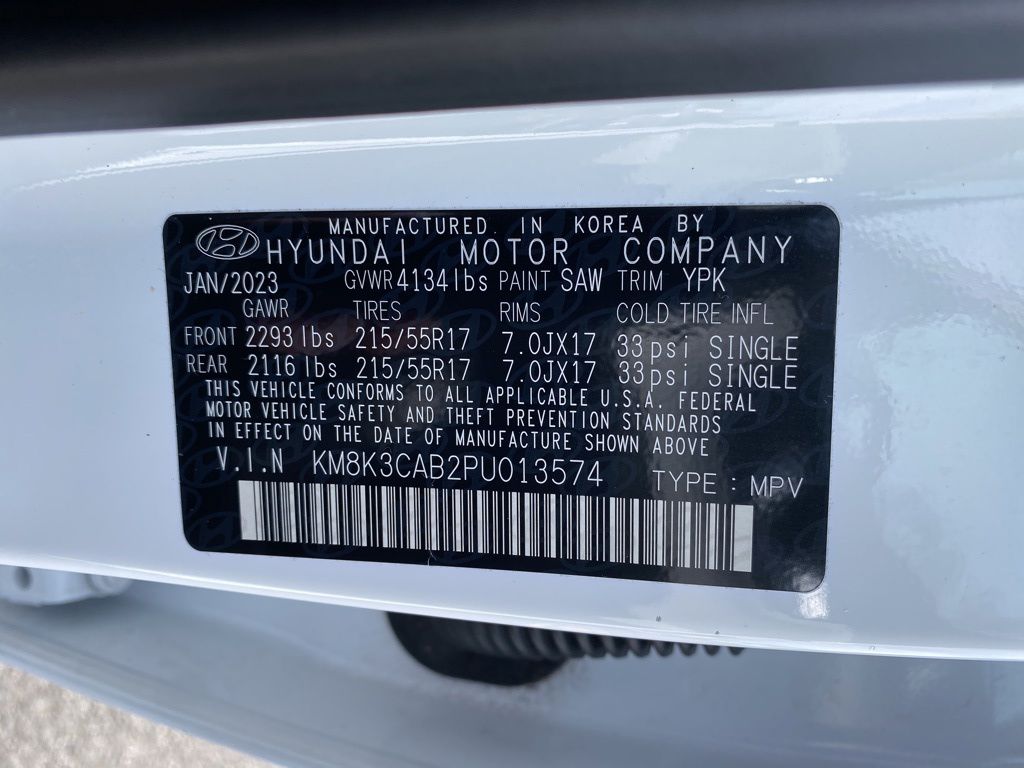 MANUFACTURED. IN KOREA BY
HYUNDAI MOTOR COMPANY
JAN/2023 GVWR 4134 lbs PAINT SAW TRIM YPK
GAWR TIRES RIMS COLD TIRE INFL
FRONT 2293 lbs 215/55R17 7.0JX17 33psi SINGLE
REAR 2116 lbs 215/55R17 7.0JX17 33psi SINGLE
THIS VEHICLE CONFORMS TO ALL APPLICABLE U.S.A. FEDERAL
MOTOR VEHICLE SAFETY AND THEFT PREVENTION STANDARDS
IN EFFECT ON THE DATE OF MANUFACTURE SHOWN ABOVE
V.I.N KM8K3CAB2PU013574 TYPE : MPV